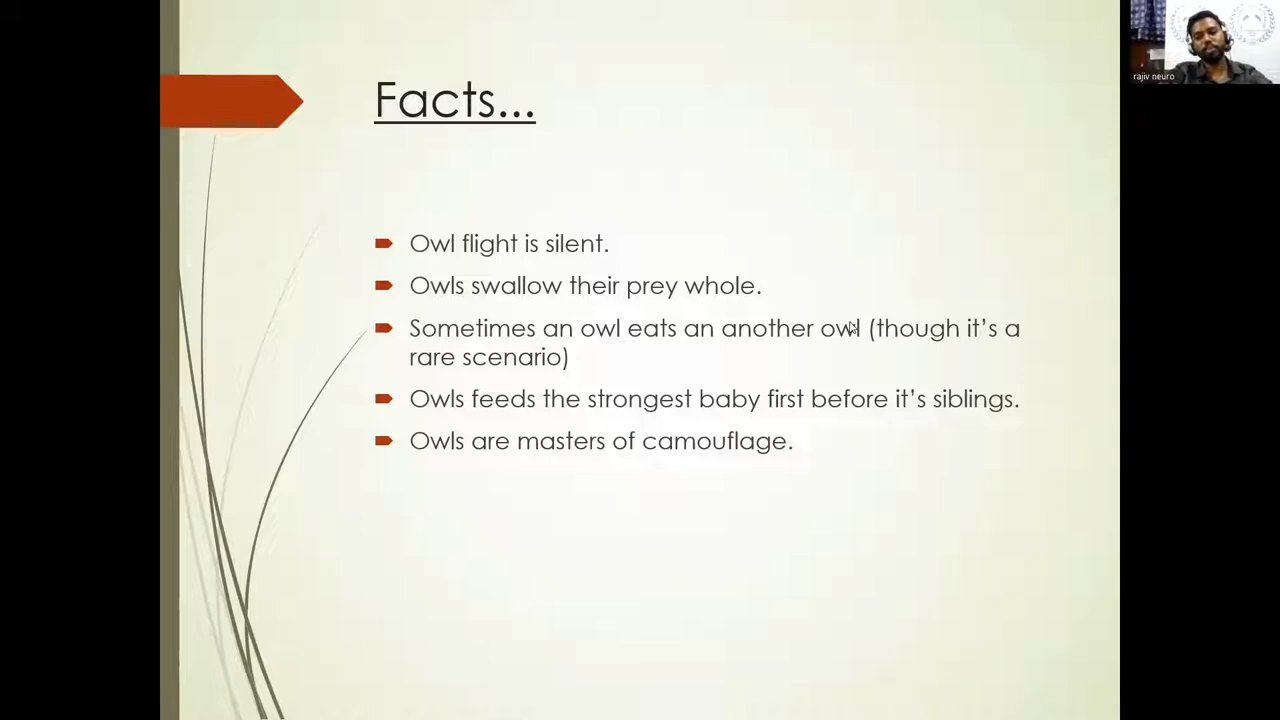 Facts...
Owl flight is silent.
Owls swallow their prey whole.
Sometimes an owl eats an another owl (though it's a
rare scenario)
Owls feeds the strongest baby first before it's siblings.
Owls are masters of camouflage.
rajiv neuro